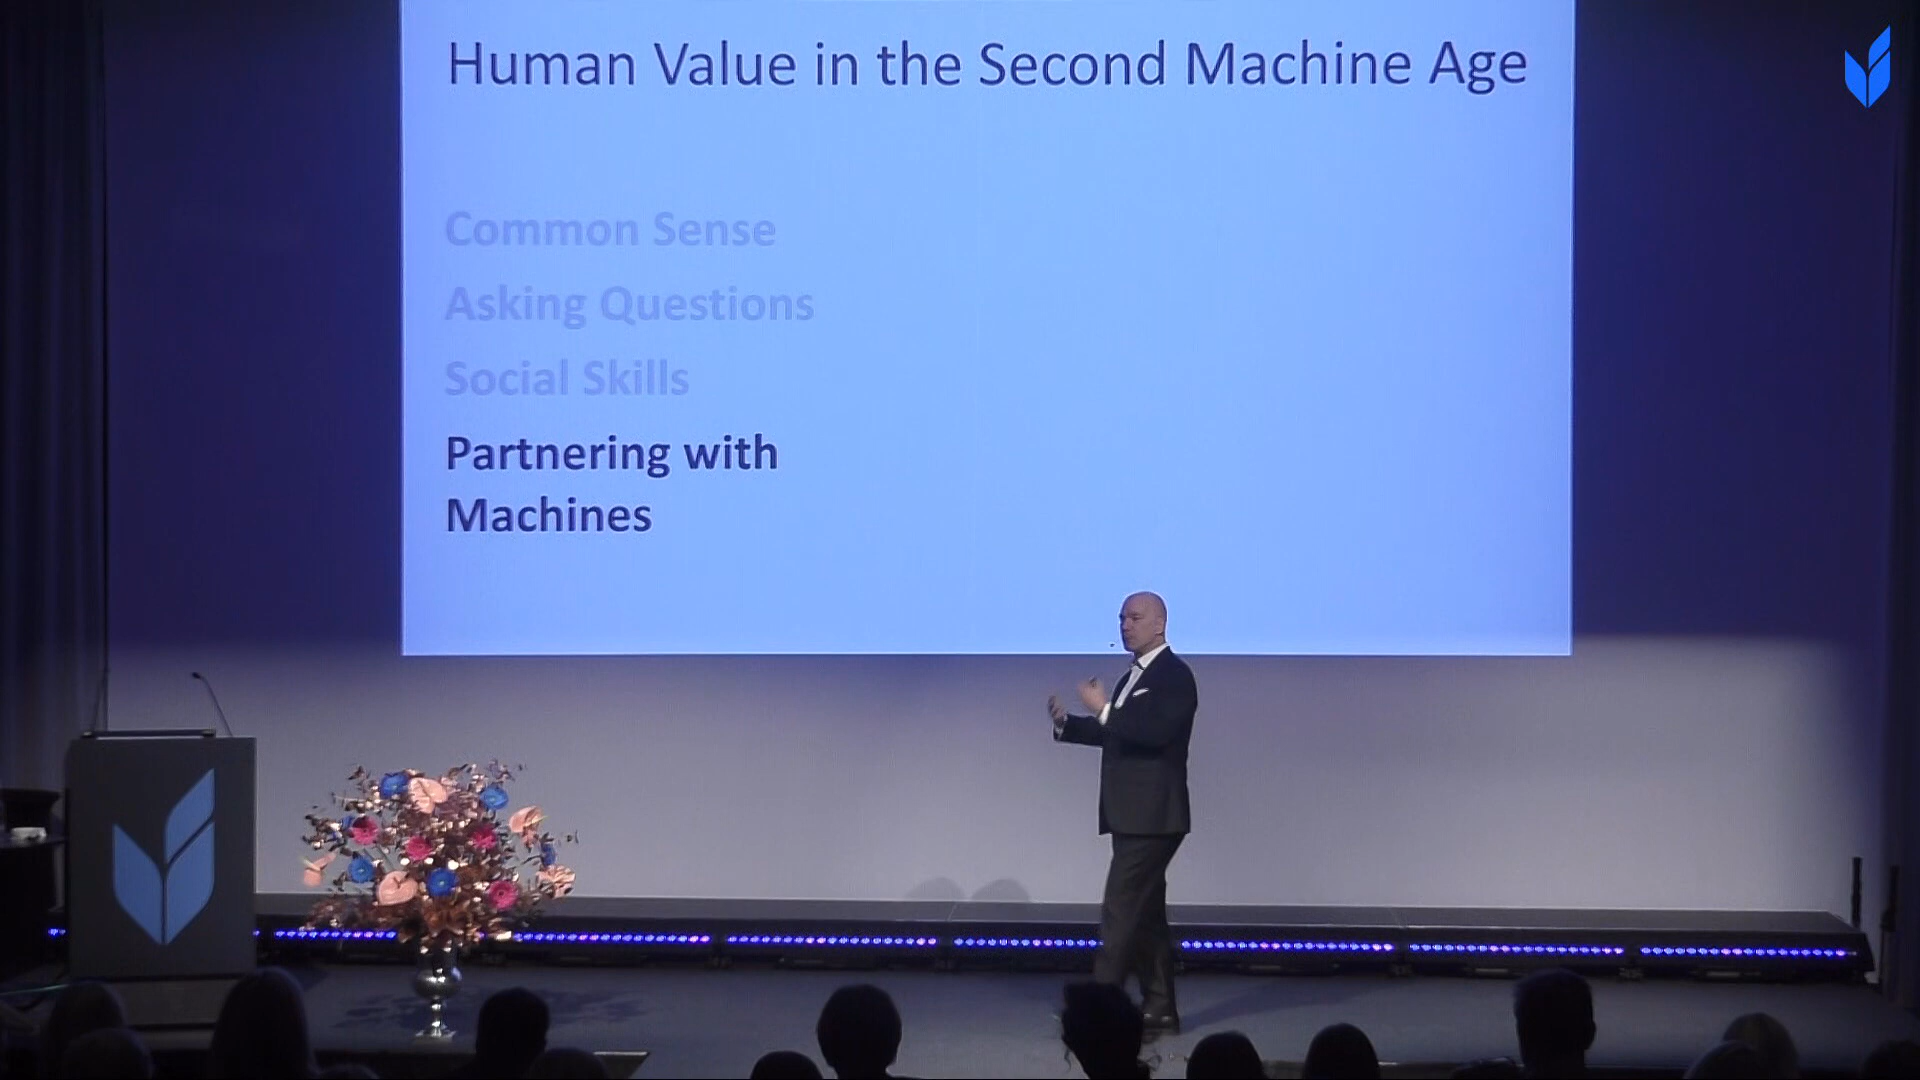 Human Value in the Second Machine Age
Common Sense
Asking Questions
Social Skills
Partnering with
Machines